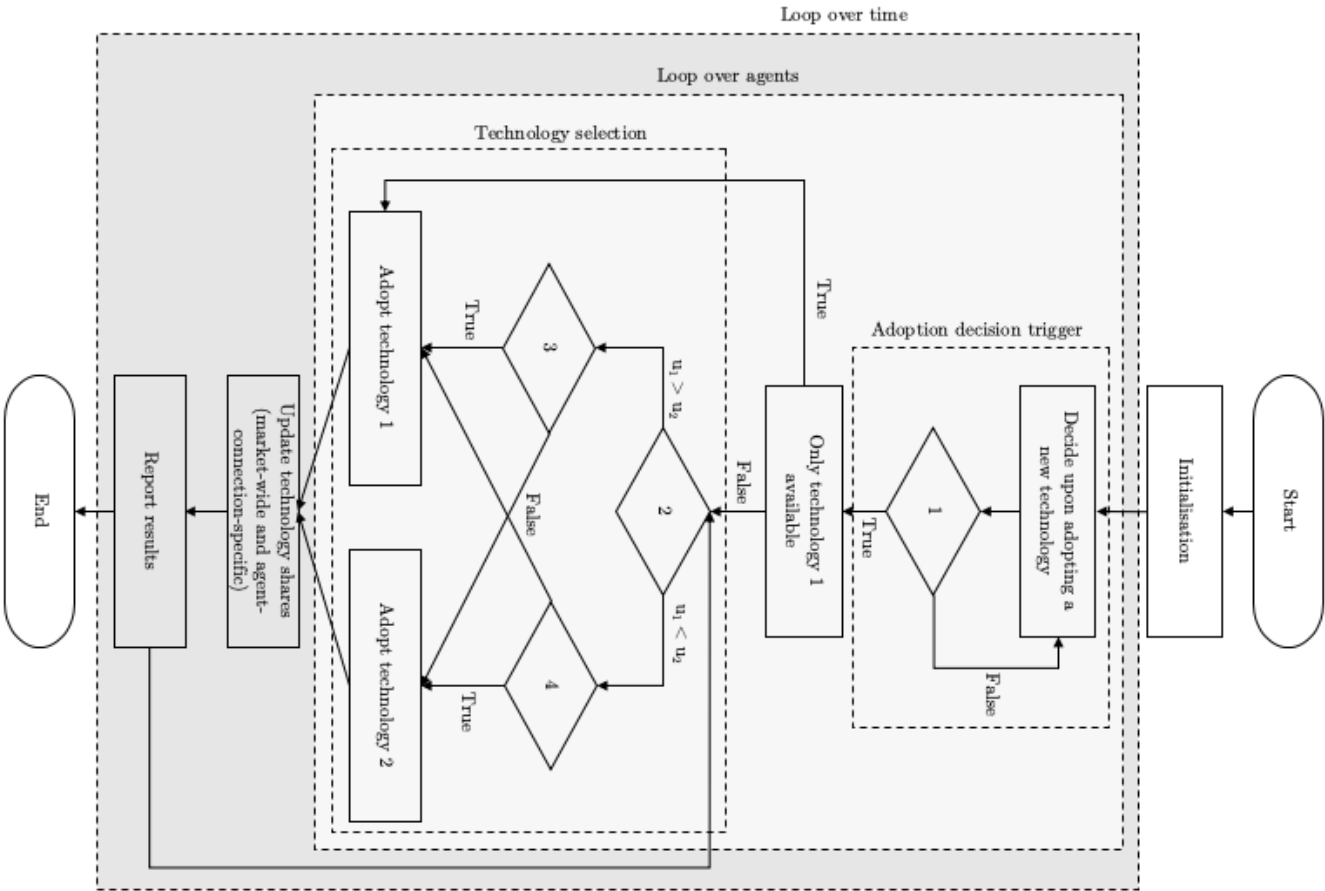 Loop over time
Loop over agents
Technology selection
Adoption decision trigger
Start
Initialisation
Decide upon adopting a
new technology
1
False
True
Only technology 1
available
True
False
2
u₁ > u₂
u₁ < u₂
3
4
True
False
True
Adopt technology 1
Adopt technology 2
Update technology shares
(market-wide and agent-
connection-specific)
Report results
End